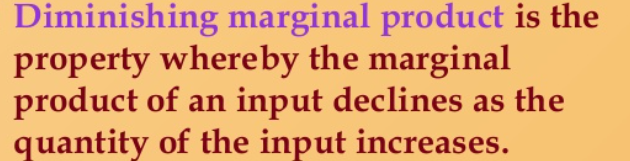 Diminishing marginal product is the
property whereby the marginal
product of an input declines as the
quantity of the input increases.